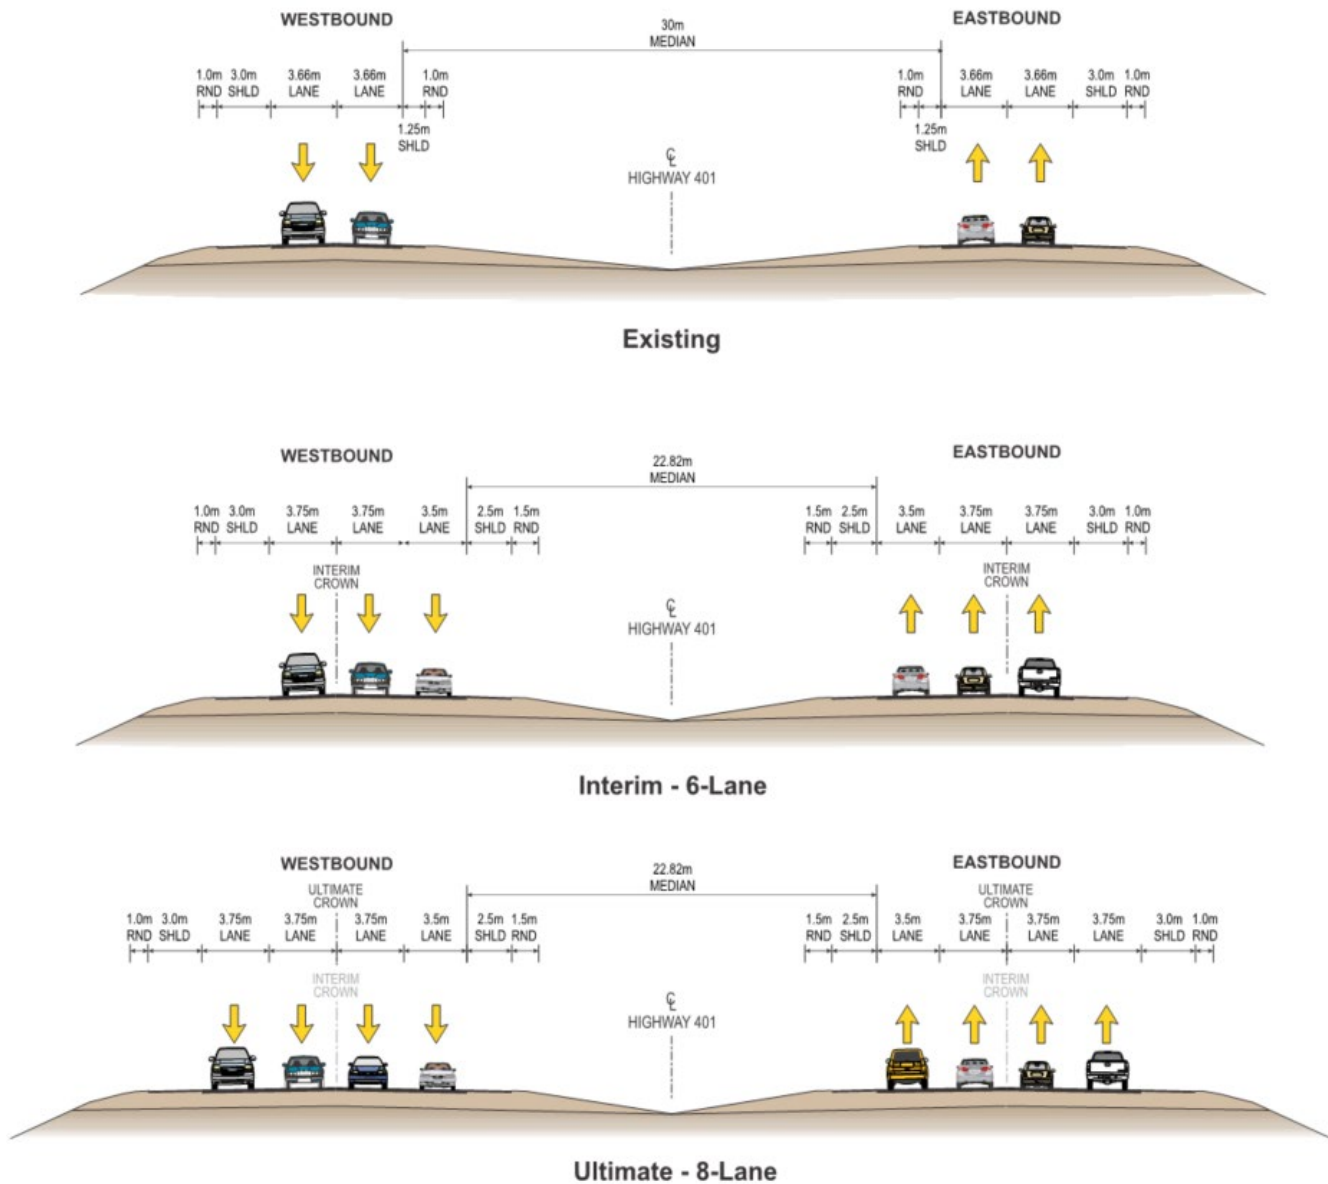 WESTBOUND
EASTBOUND
30m
MEDIAN
1.0m 3.0m 3.66m 3.66m 1.0m
RND SHLD LANE LANE RND
1.25m
SHLD
1.0m 3.66m 3.66m 3.0m 1.0m
RND LANE LANE SHLD RND
1.25m
SHLD
℄
HIGHWAY 401
Existing
WESTBOUND
EASTBOUND
22.82m
MEDIAN
1.0m 3.0m 3.75m 3.75m 3.5m 2.5m 1.5m
RND SHLD LANE LANE LANE SHLD RND
1.5m 2.5m 3.5m 3.75m 3.75m 3.0m 1.0m
RND SHLD LANE LANE LANE SHLD RND
INTERIM
CROWN
INTERIM
CROWN
℄
HIGHWAY 401
Interim - 6-Lane
WESTBOUND
EASTBOUND
22.82m
MEDIAN
ULTIMATE
CROWN
ULTIMATE
CROWN
1.0m 3.0m 3.75m 3.75m 3.75m 3.5m 2.5m 1.5m
RND SHLD LANE LANE LANE LANE SHLD RND
1.5m 2.5m 3.5m 3.75m 3.75m 3.75m 3.0m 1.0m
RND SHLD LANE LANE LANE LANE SHLD RND
INTERIM
CROWN
INTERIM
CROWN
℄
HIGHWAY 401
Ultimate - 8-Lane